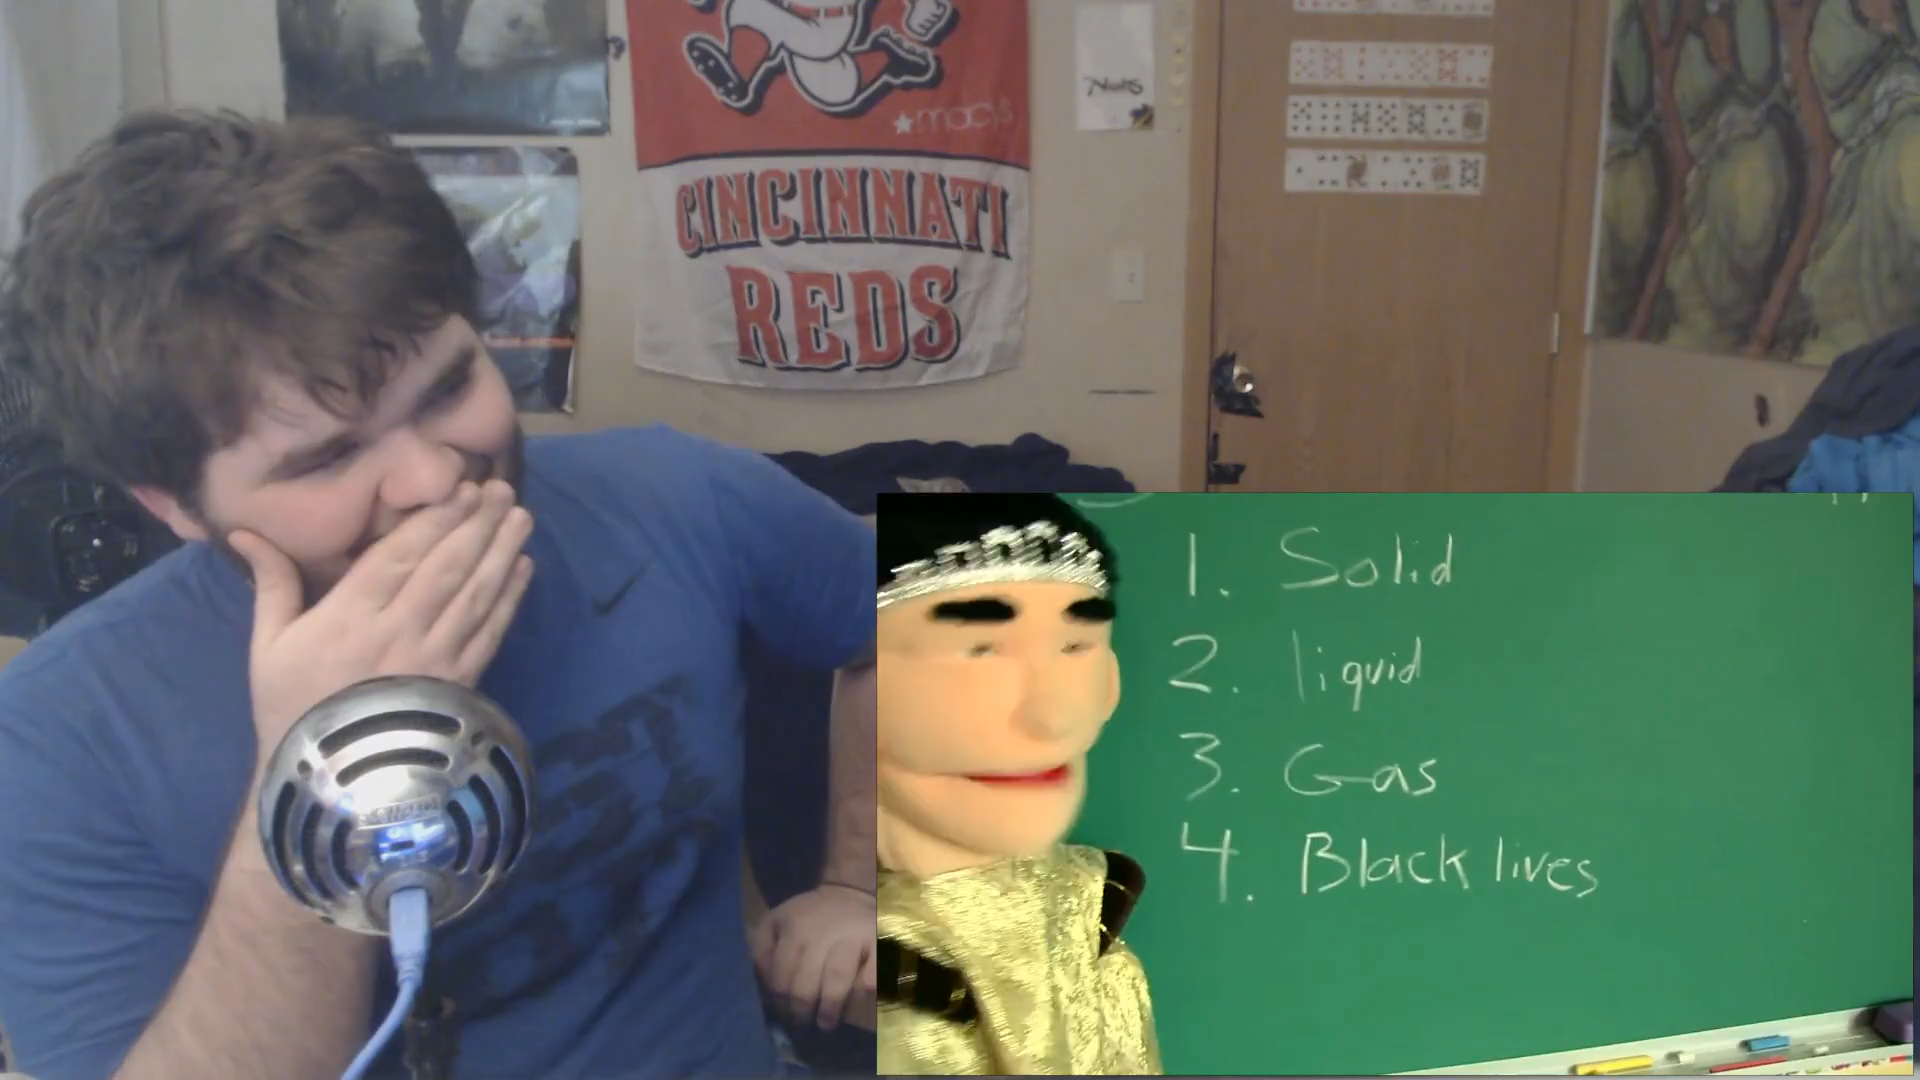 ★macy's
CINCINNATI
REDS
1. Solid
2. liquid
3. Gas
4. Black lives